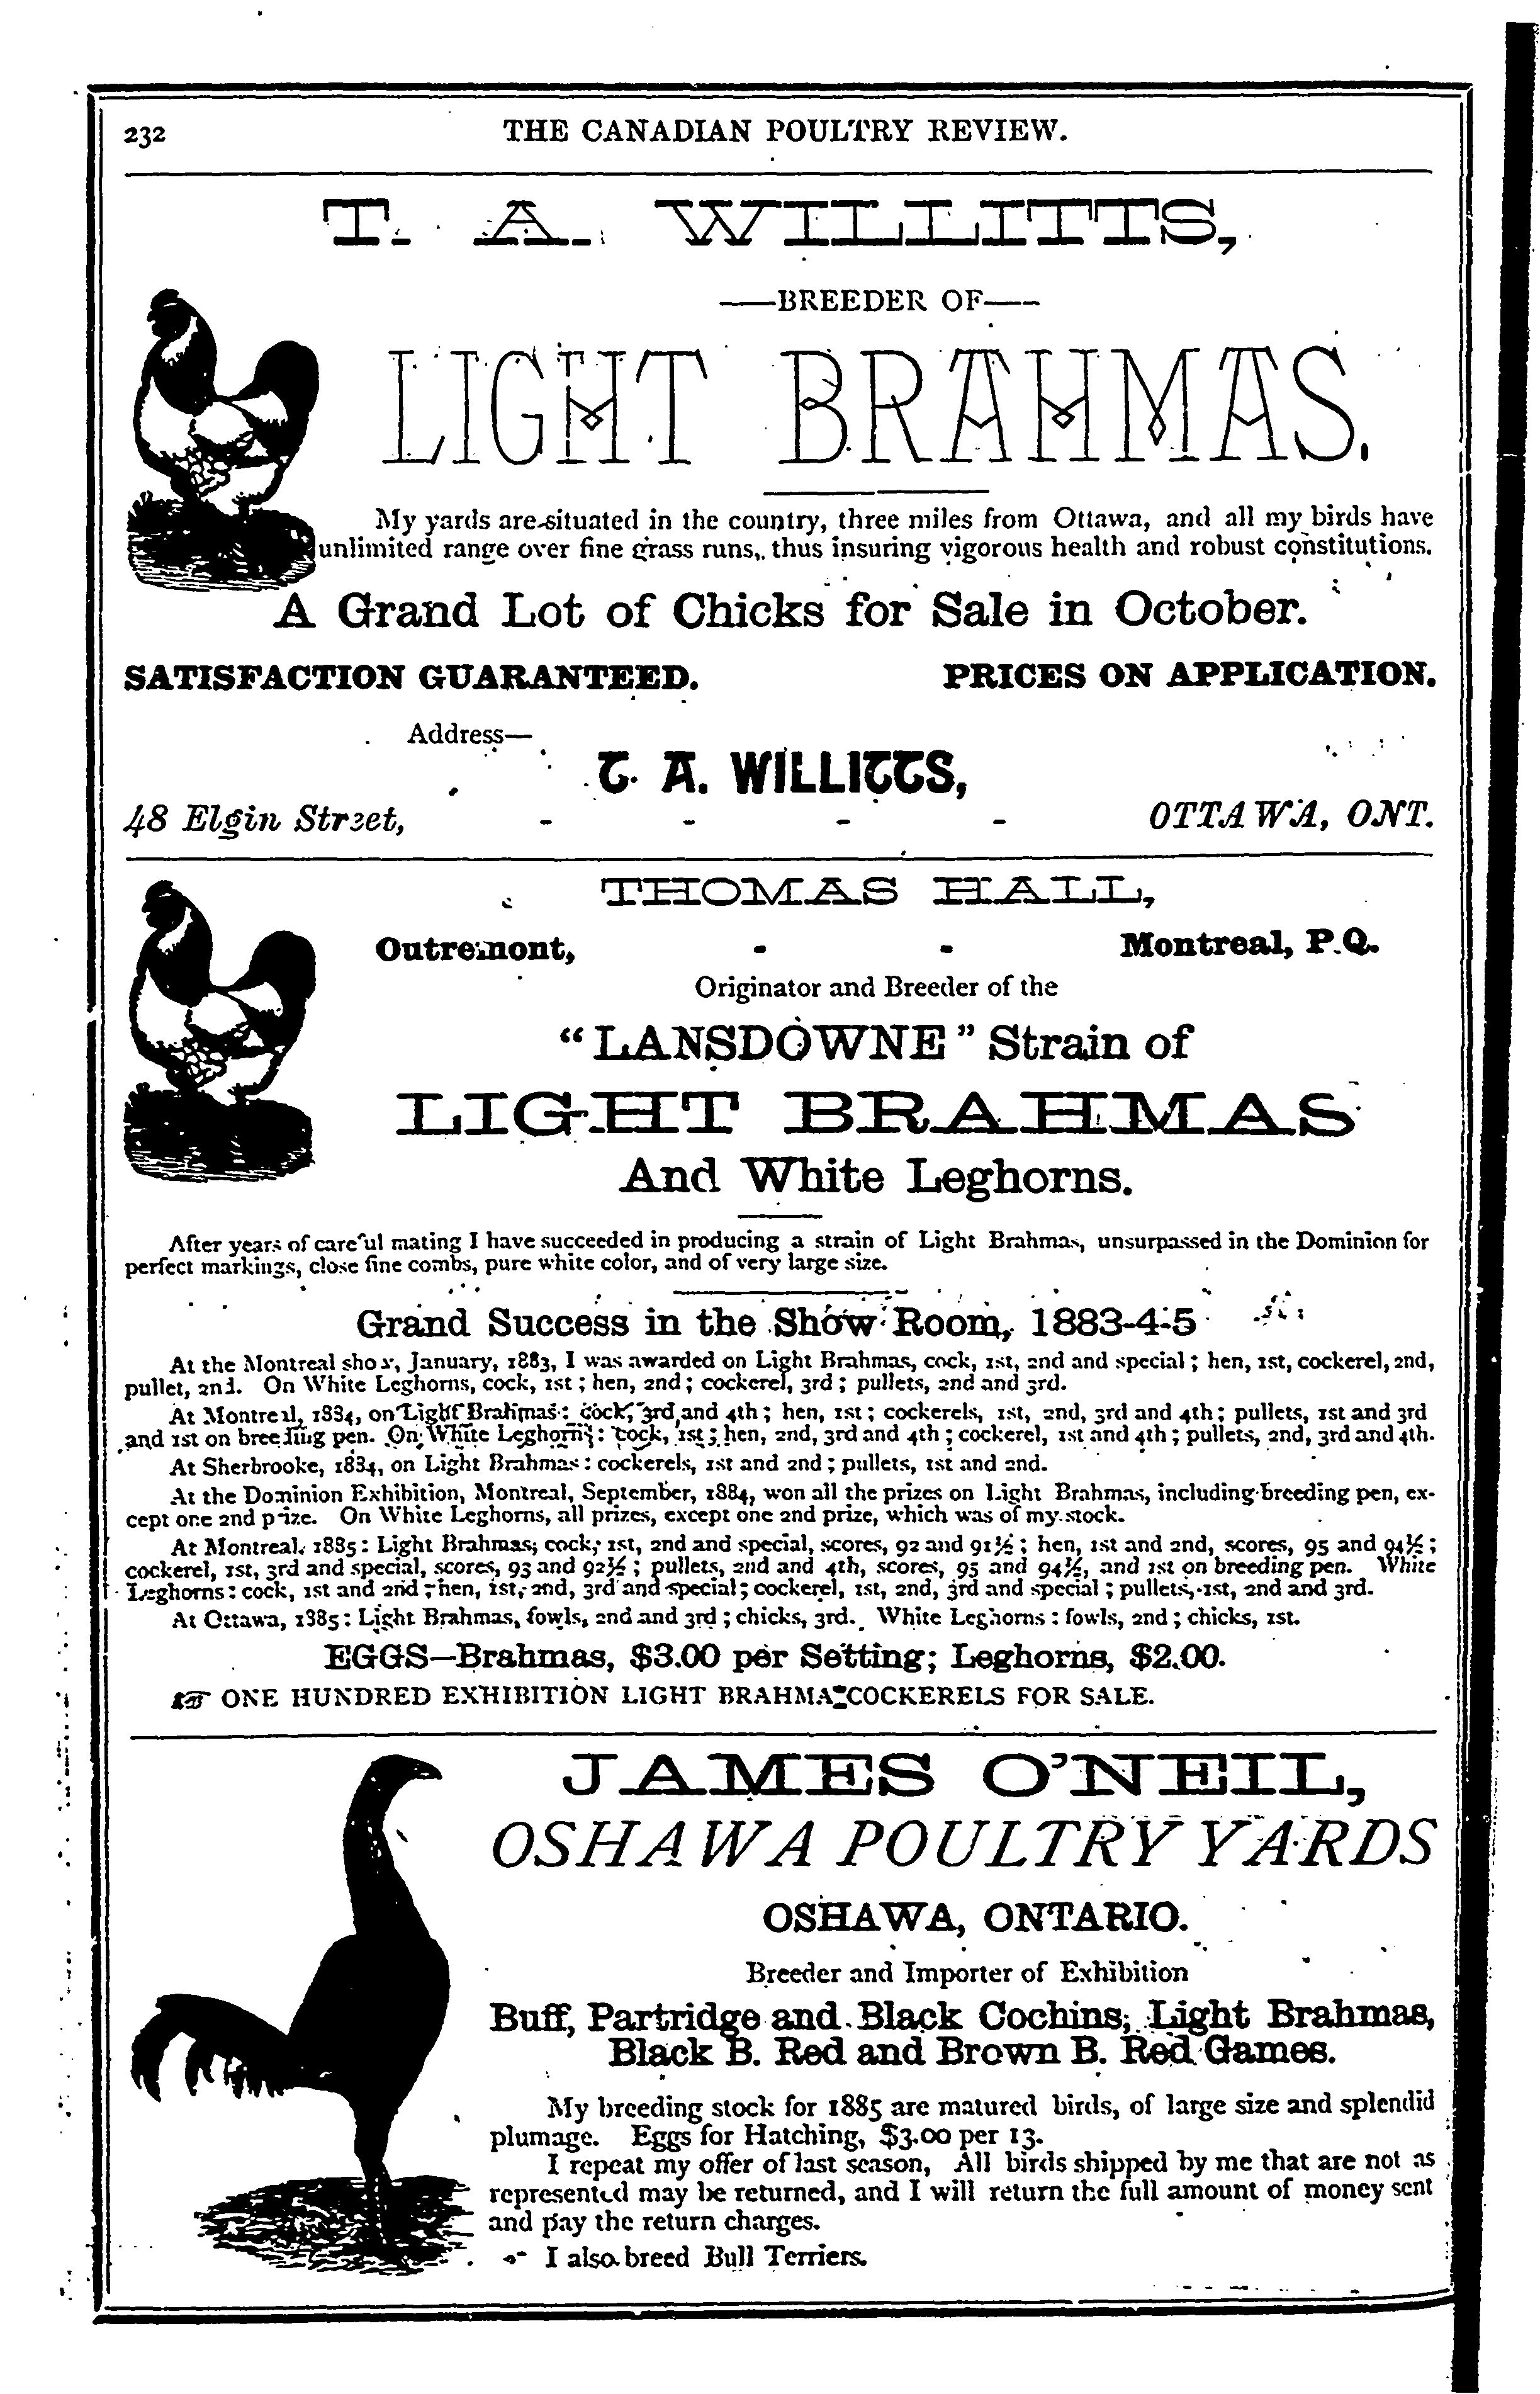 232
THE CANADIAN POULTRY REVIEW.
T. A. WILLITTS,
—BREEDER OF—
LIGHT BRAHMAS.
My yards are situated in the country, three miles from Ottawa, and all my birds have
unlimited range over fine grass runs, thus insuring vigorous health and robust constitutions.
A Grand Lot of Chicks for Sale in October.
SATISFACTION GUARANTEED. PRICES ON APPLICATION.
Address—
T. A. WILLITTS,
48 Elgin Street, - - - - OTTAWA, ONT.
THOMAS HALL,
Outremont, - - Montreal, P.Q.
Originator and Breeder of the
"LANSDOWNE" Strain of
LIGHT BRAHMAS
And White Leghorns.
After years of careful mating I have succeeded in producing a strain of Light Brahmas, unsurpassed in the Dominion for
perfect markings, close fine combs, pure white color, and of very large size.
Grand Success in the Show Room, 1883-4-5
At the Montreal show, January, 1883, I was awarded on Light Brahmas, cock, 1st, 2nd and special; hen, 1st, cockerel, 2nd,
pullet, 2nd. On White Leghorns, cock, 1st; hen, 2nd; cockerel, 3rd; pullets, 2nd and 3rd.
At Montreal, 1884, on Light Brahmas: cock, 3rd and 4th; hen, 1st; cockerels, 1st, 2nd, 3rd and 4th; pullets, 1st and 3rd
and 1st on breeding pen. On White Leghorns: cock, 1st; hen, 2nd, 3rd and 4th; cockerel, 1st and 4th; pullets, 2nd, 3rd and 4th.
At Sherbrooke, 1884, on Light Brahmas: cockerels, 1st and 2nd; pullets, 1st and 2nd.
At the Dominion Exhibition, Montreal, September, 1884, won all the prizes on Light Brahmas, including breeding pen, ex-
cept one 2nd prize. On White Leghorns, all prizes, except one 2nd prize, which was of my stock.
At Montreal, 1885: Light Brahmas; cock, 1st, 2nd and special, scores, 92 and 91½; hen, 1st and 2nd, scores, 95 and 94½;
cockerel, 1st, 3rd and special, scores, 93 and 92½; pullets, 2nd and 4th, scores, 95 and 94½, and 1st on breeding pen. White
Leghorns: cock, 1st and 2nd; hen, 1st, 2nd, 3rd and special; cockerel, 1st, 2nd, 3rd and special; pullets, 1st, 2nd and 3rd.
At Ottawa, 1885: Light Brahmas, fowls, 2nd and 3rd; chicks, 3rd. White Leghorns: fowls, 2nd; chicks, 1st.
EGGS—Brahmas, $3.00 per Setting; Leghorns, $2.00.
☞ ONE HUNDRED EXHIBITION LIGHT BRAHMA COCKERELS FOR SALE.
JAMES O'NEIL,
OSHAWA POULTRY YARDS
OSHAWA, ONTARIO.
Breeder and Importer of Exhibition
Buff, Partridge and Black Cochins, Light Brahmas,
Black B. Red and Brown B. Red Games.
My breeding stock for 1885 are matured birds, of large size and splendid
plumage. Eggs for Hatching, $3.00 per 13.
I repeat my offer of last season, All birds shipped by me that are not as
represented may be returned, and I will return the full amount of money sent
and pay the return charges.
I also breed Bull Terriers.